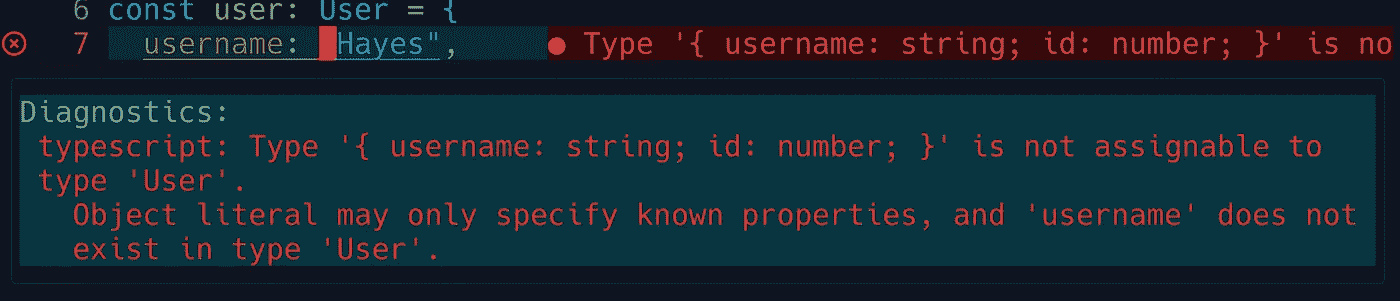 6 const user: User = {
7 username: "Hayes", ● Type '{ username: string; id: number; }' is no
Diagnostics:
typescript: Type '{ username: string; id: number; }' is not assignable to
type 'User'.
Object literal may only specify known properties, and 'username' does not
exist in type 'User'.